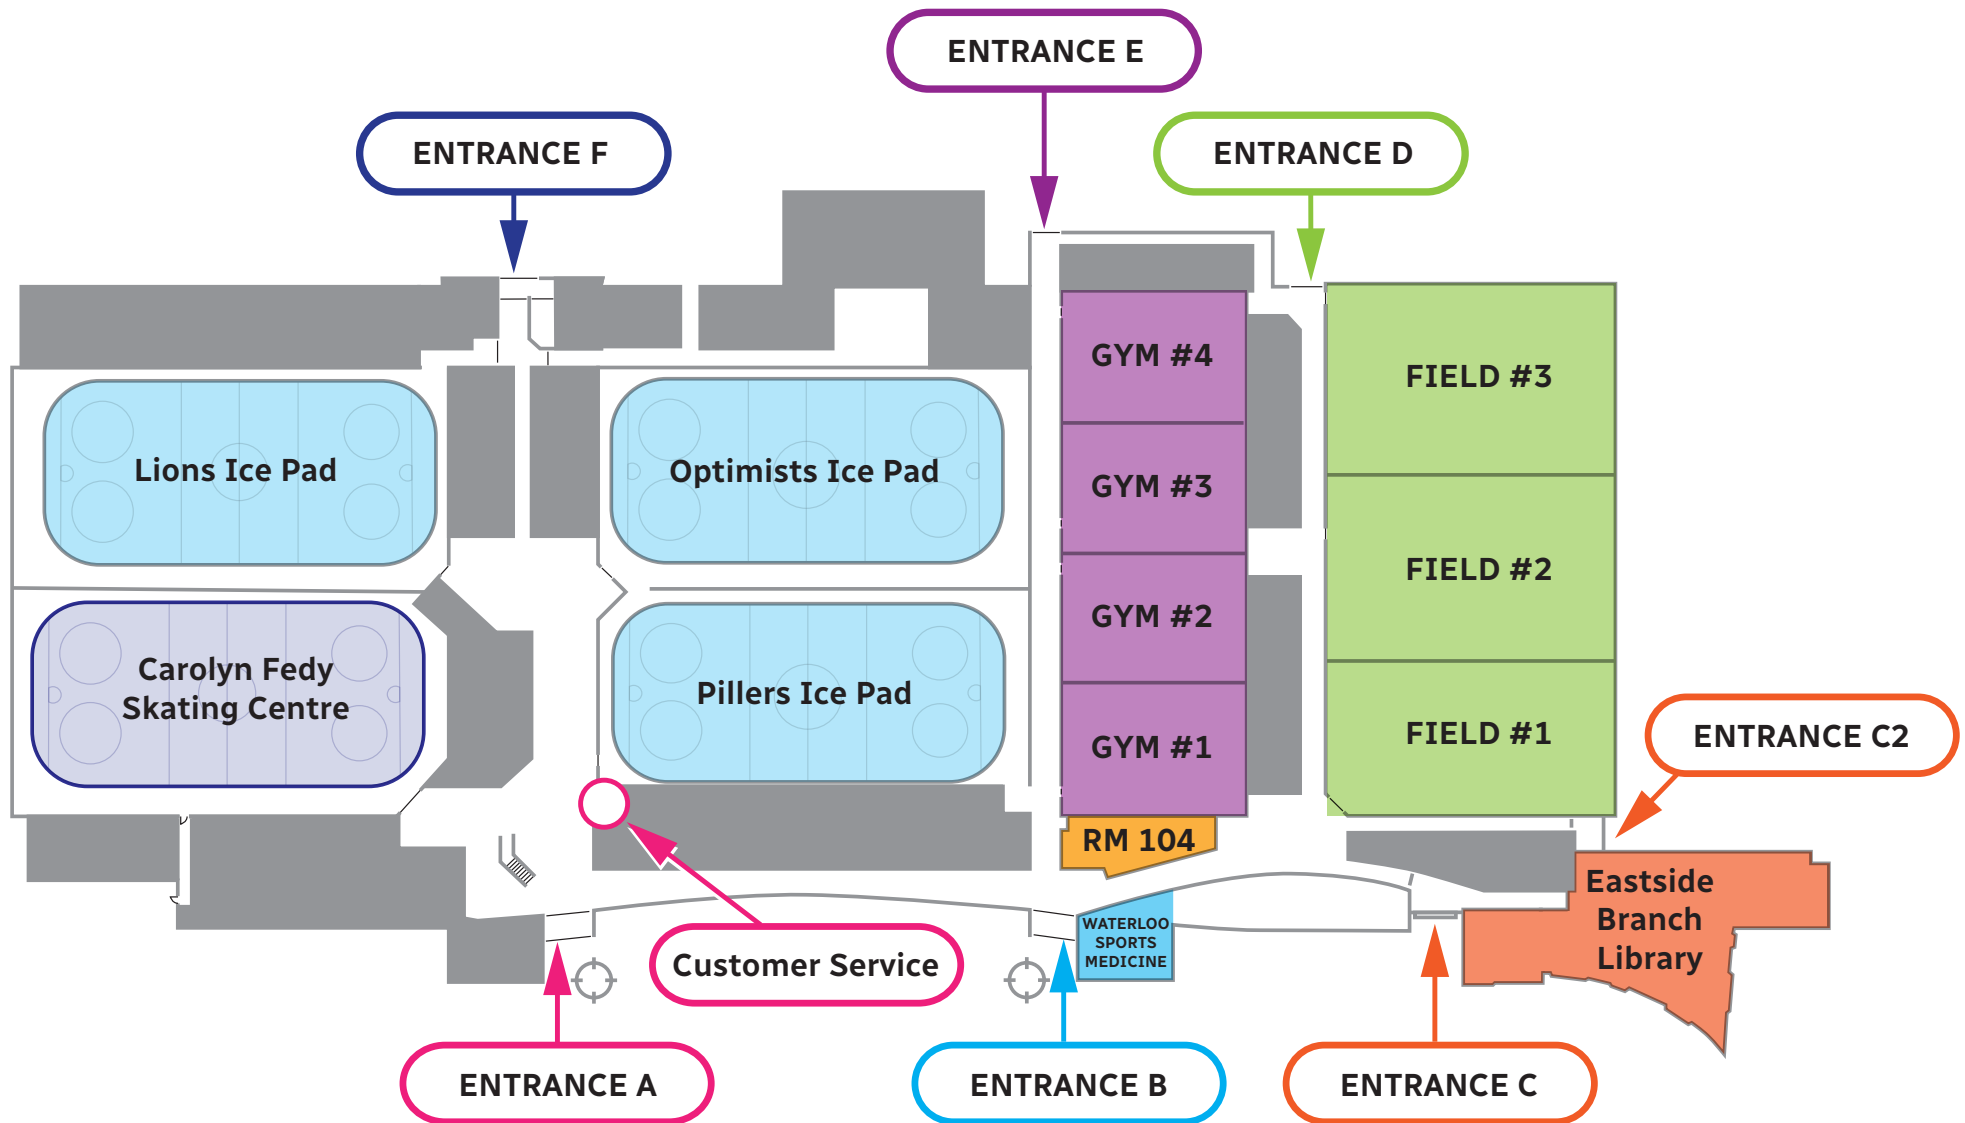 ENTRANCE E
ENTRANCE F
ENTRANCE D
GYM #4
FIELD #3
Lions Ice Pad
Optimists Ice Pad
GYM #3
FIELD #2
GYM #2
Carolyn Fedy
Skating Centre
Pillers Ice Pad
GYM #1
FIELD #1
ENTRANCE C2
RM 104
Eastside
Branch
Library
WATERLOO
SPORTS
MEDICINE
Customer Service
ENTRANCE A
ENTRANCE B
ENTRANCE C